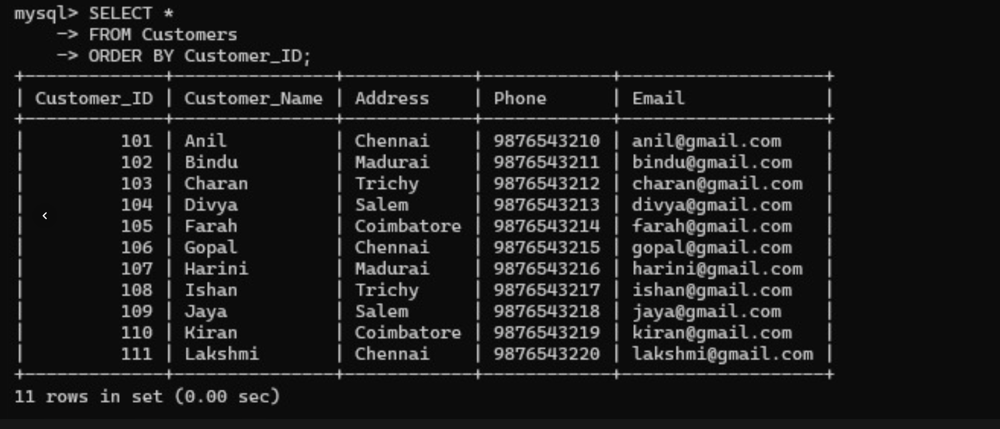 mysql> SELECT *
    -> FROM Customers
    -> ORDER BY Customer_ID;
+-------------+---------------+------------+------------+-------------------+
| Customer_ID | Customer_Name | Address    | Phone      | Email             |
+-------------+---------------+------------+------------+-------------------+
|         101 | Anil          | Chennai    | 9876543210 | anil@gmail.com    |
|         102 | Bindu         | Madurai    | 9876543211 | bindu@gmail.com   |
|         103 | Charan        | Trichy     | 9876543212 | charan@gmail.com  |
|         104 | Divya         | Salem      | 9876543213 | divya@gmail.com   |
|         105 | Farah         | Coimbatore | 9876543214 | farah@gmail.com   |
|         106 | Gopal         | Chennai    | 9876543215 | gopal@gmail.com   |
|         107 | Harini        | Madurai    | 9876543216 | harini@gmail.com  |
|         108 | Ishan         | Trichy     | 9876543217 | ishan@gmail.com   |
|         109 | Jaya          | Salem      | 9876543218 | jaya@gmail.com    |
|         110 | Kiran         | Coimbatore | 9876543219 | kiran@gmail.com   |
|         111 | Lakshmi       | Chennai    | 9876543220 | lakshmi@gmail.com |
+-------------+---------------+------------+------------+-------------------+
11 rows in set (0.00 sec)